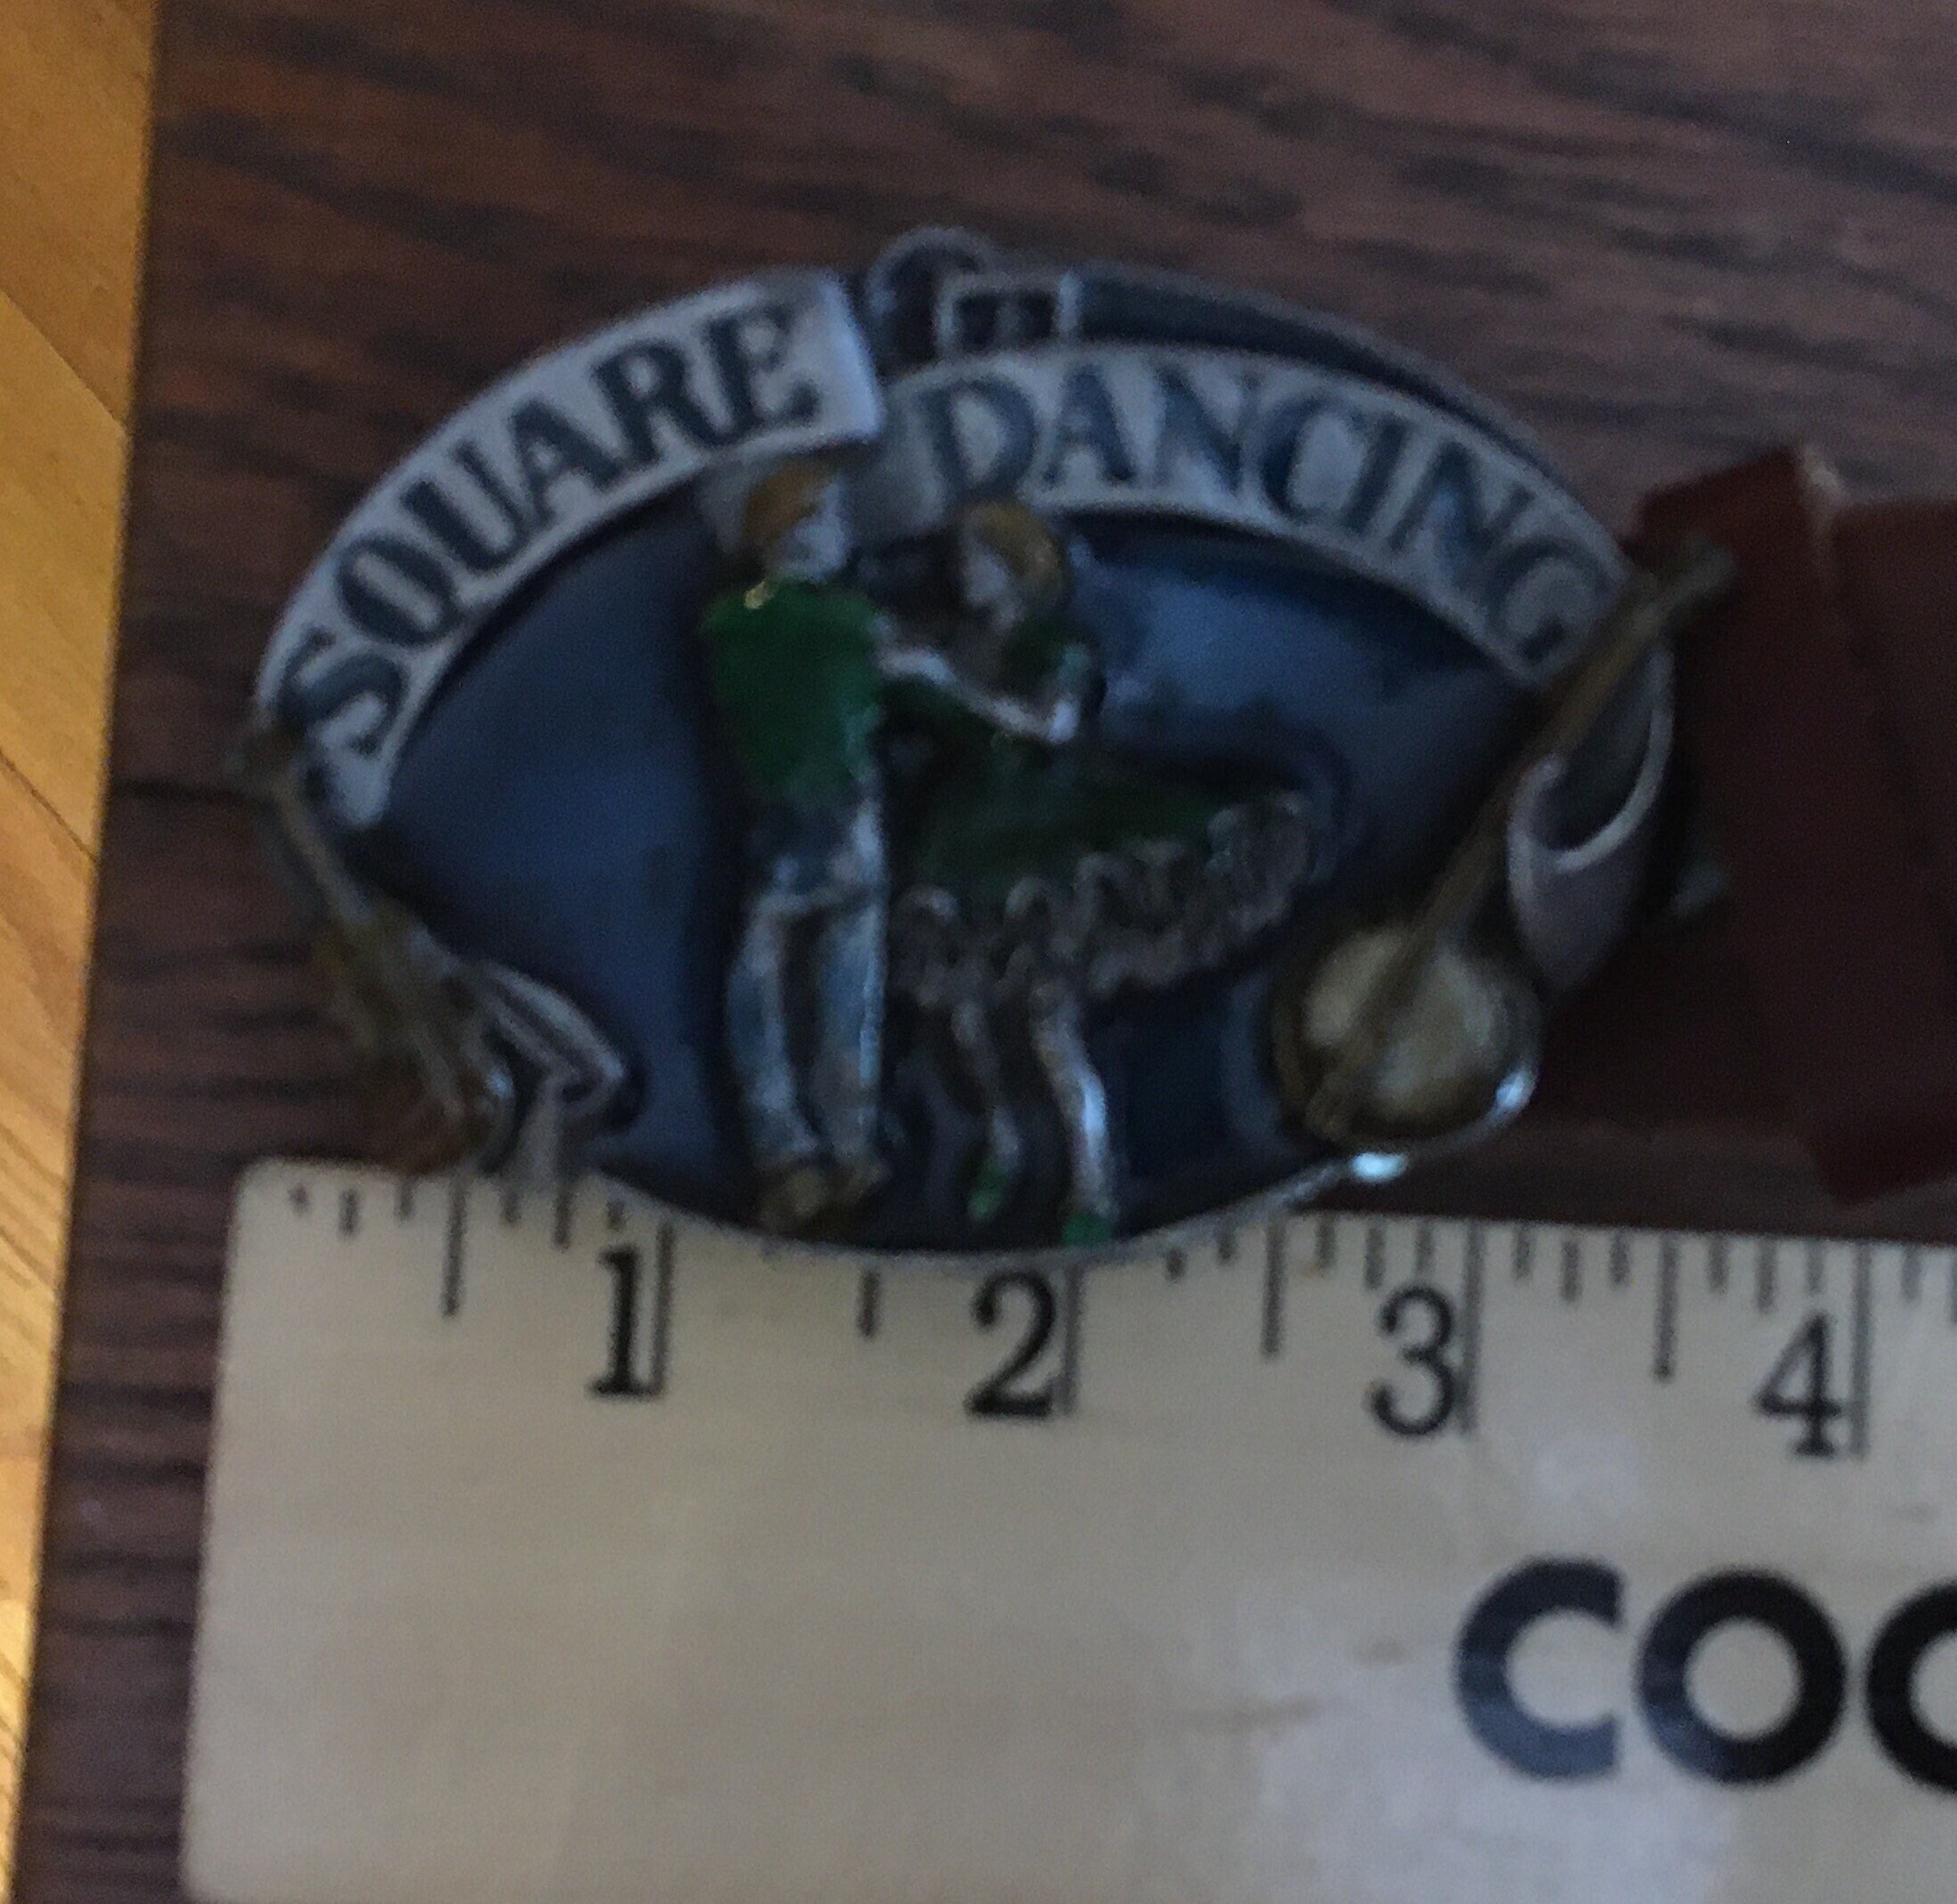 SQUARE
DANCING
1 2 3 4
COO